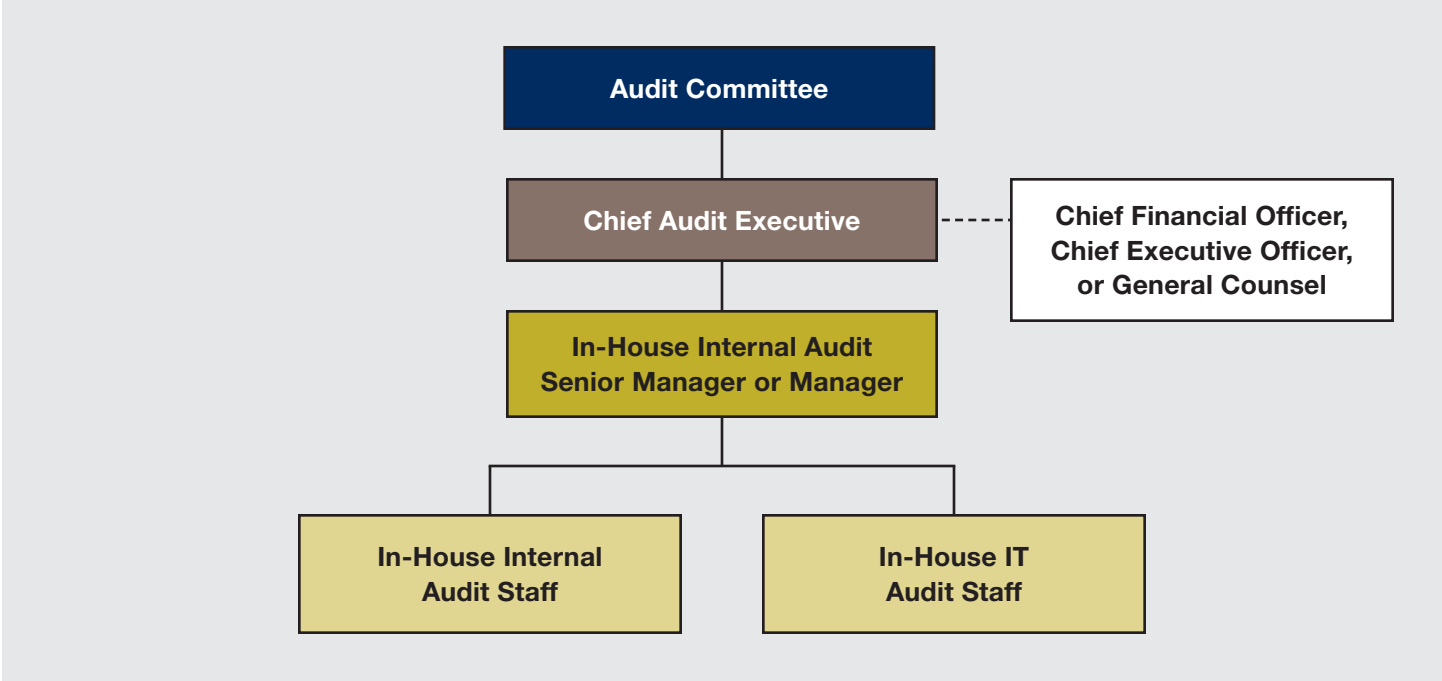 Audit Committee
Chief Audit Executive
Chief Financial Officer,
Chief Executive Officer,
or General Counsel
In-House Internal Audit
Senior Manager or Manager
In-House Internal
Audit Staff
In-House IT
Audit Staff